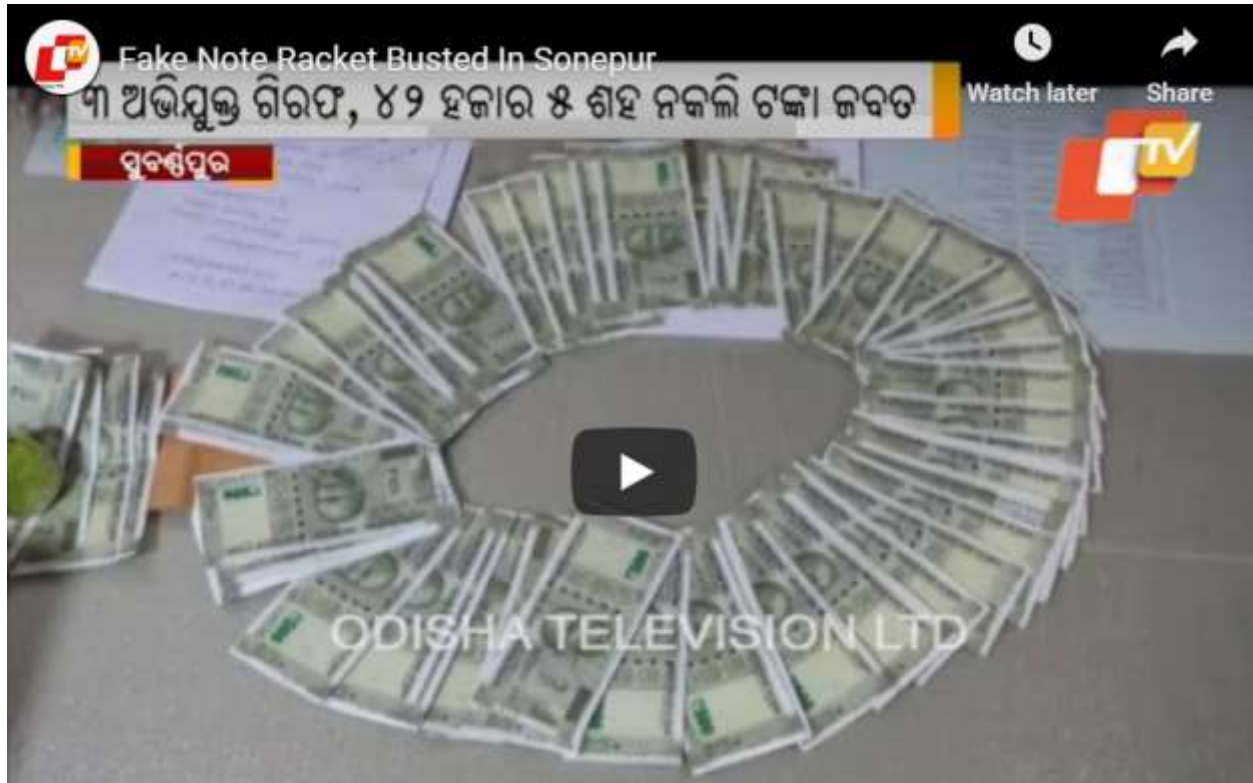 Fake Note Racket Busted In Sonepur
Watch later
Share
୩ ଅଭିଯୁକ୍ତ ଗିରଫ, ୪୨ ହଜାର ୫ ଶହ ନକଲି ଟଙ୍କା ଜବତ
ସୁବର୍ଣ୍ଣପୁର
TV
ODISHA TELEVISION LTD